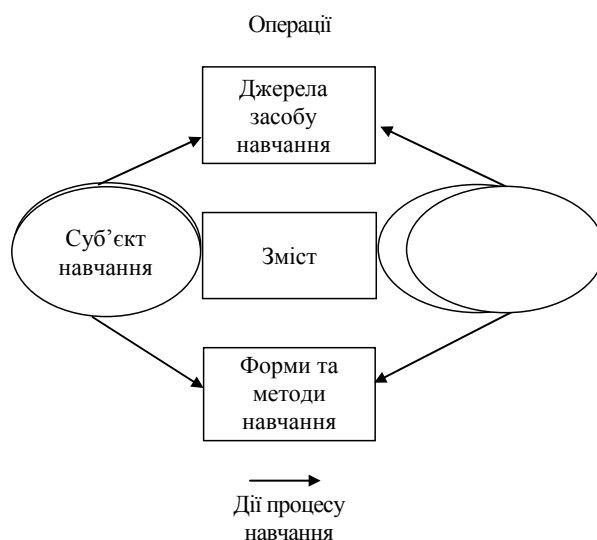 Операції
Джерела
засобу
навчання
Суб’єкт
навчання
Зміст
Форми та
методи
навчання
Дії процесу
навчання